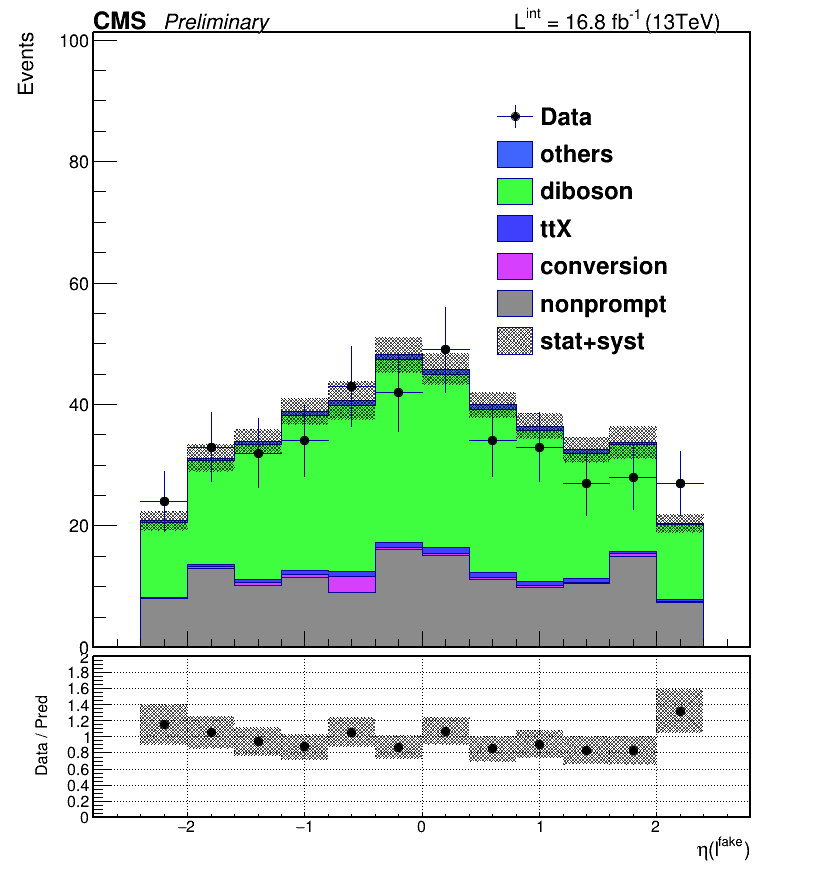 CMS Preliminary L^int = 16.8 fb^-1 (13TeV)
Events
100
80
60
40
20
0
Data
others
diboson
ttX
conversion
nonprompt
stat+syst
Data / Pred
2
1.8
1.6
1.4
1.2
1
0.8
0.6
0.4
0.2
0
−2 −1 0 1 2
η(l^fake)